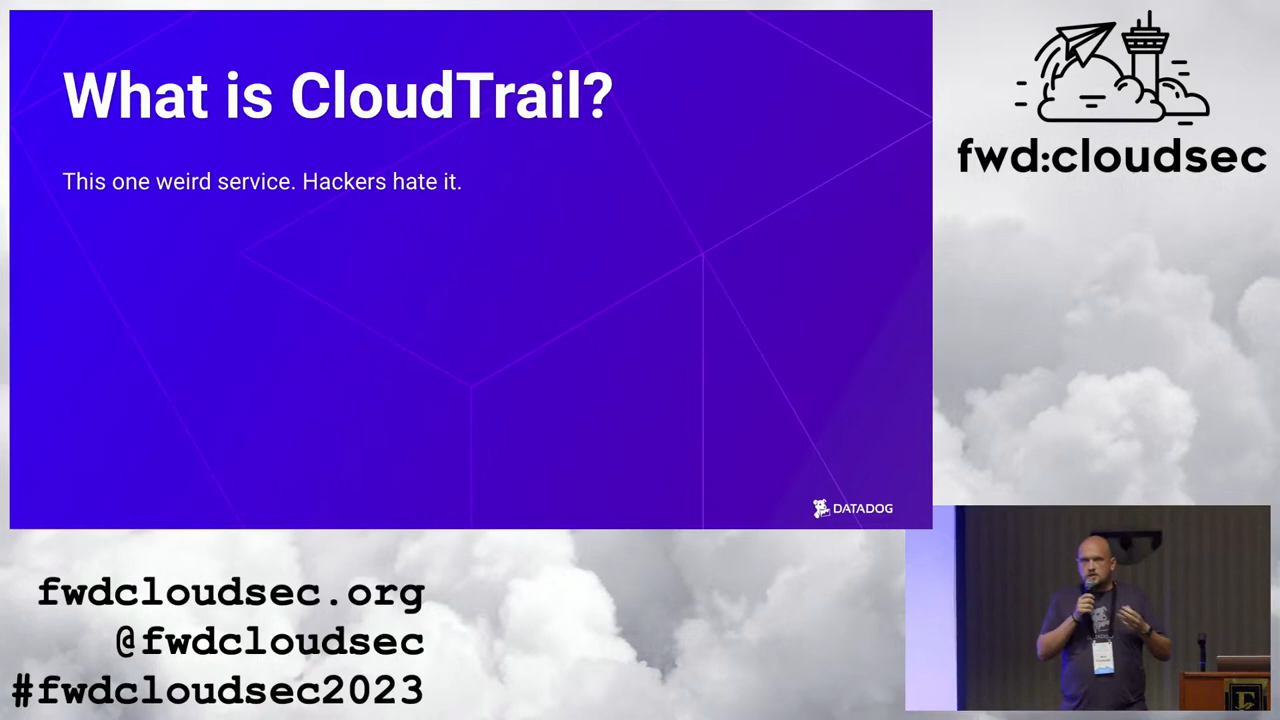 What is CloudTrail?
This one weird service. Hackers hate it.
DATADOG
fwd:cloudsec
fwdcloudsec.org
@fwdcloudsec
#fwdcloudsec2023